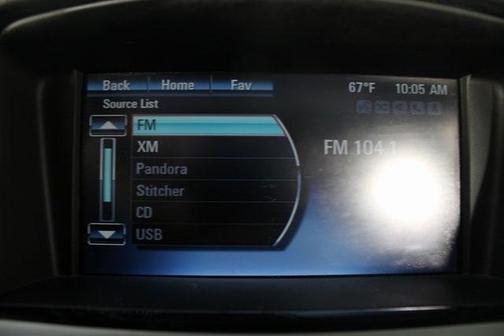 Back Home Fav 67°F 10:05 AM
Source List
FM
XM FM 104.1
Pandora
Stitcher
CD
USB